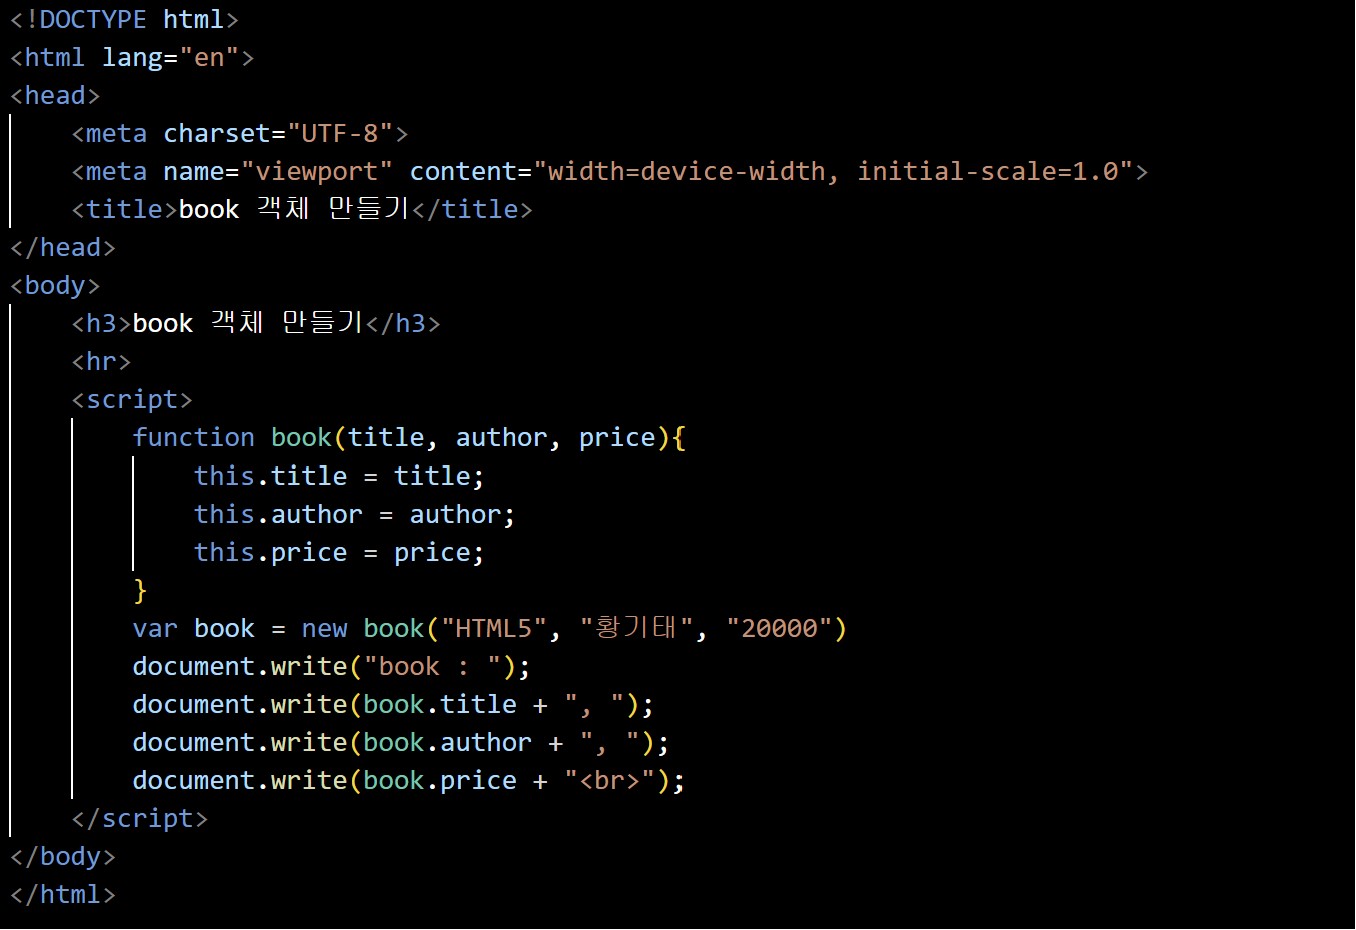 <!DOCTYPE html>
<html lang="en">
<head>
    <meta charset="UTF-8">
    <meta name="viewport" content="width=device-width, initial-scale=1.0">
    <title>book 객체 만들기</title>
</head>
<body>
    <h3>book 객체 만들기</h3>
    <hr>
    <script>
        function book(title, author, price){
            this.title = title;
            this.author = author;
            this.price = price;
        }
        var book = new book("HTML5", "황기태", "20000")
        document.write("book : ");
        document.write(book.title + ", ");
        document.write(book.author + ", ");
        document.write(book.price + "<br>");
    </script>
</body>
</html>